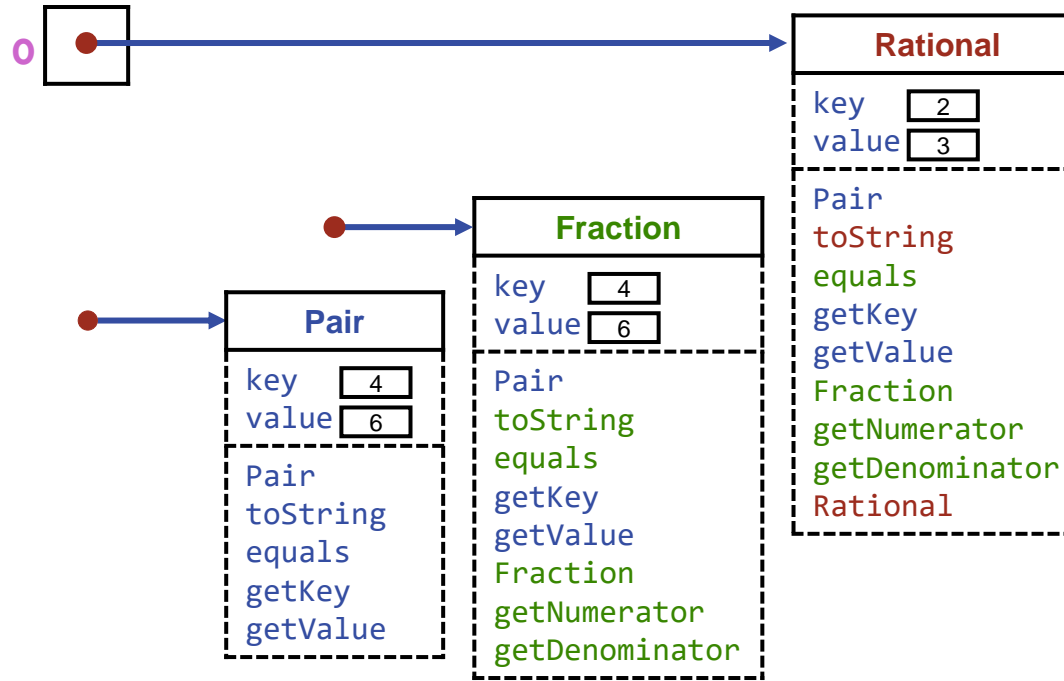 o
Rational
key 2
value 3
Pair
toString
equals
getKey
getValue
Fraction
getNumerator
getDenominator
Rational
Fraction
key 4
value 6
Pair
toString
equals
getKey
getValue
Fraction
getNumerator
getDenominator
Pair
key 4
value 6
Pair
toString
equals
getKey
getValue